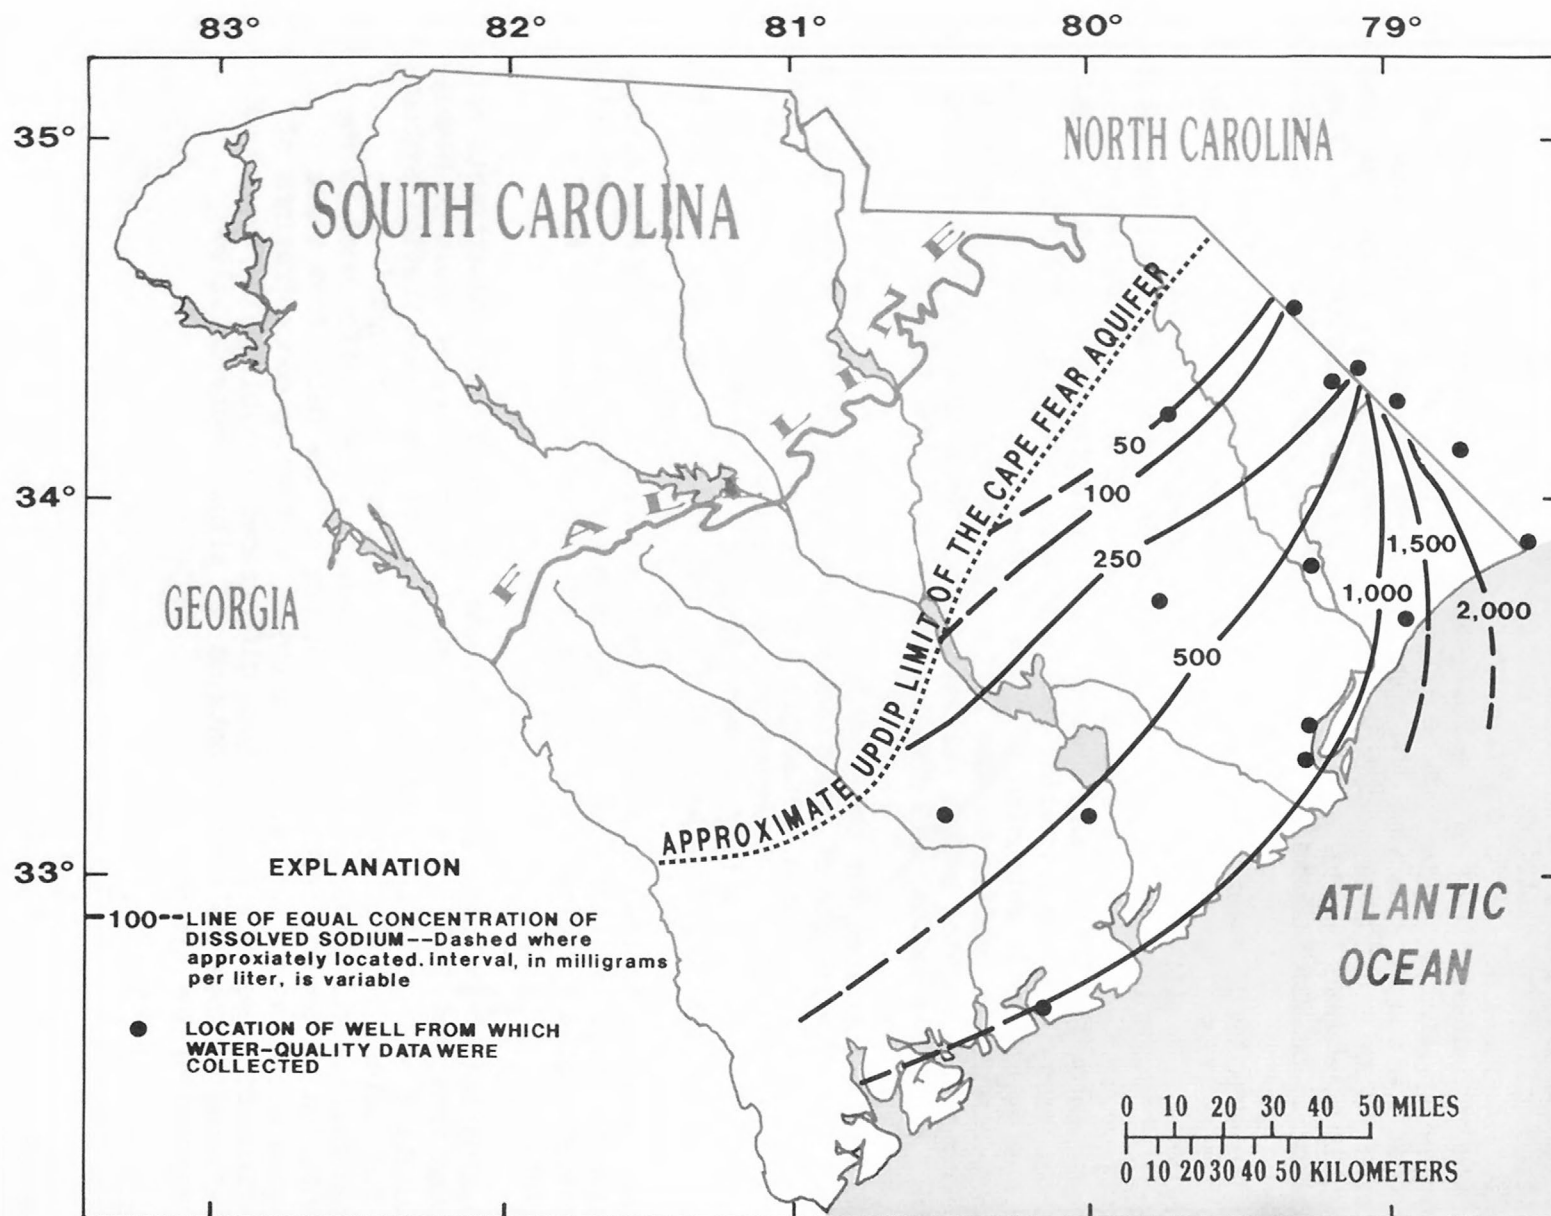 83° 82° 81° 80° 79°
35°
NORTH CAROLINA
SOUTH CAROLINA
FALL LINE
APPROXIMATE UPDIP LIMIT OF THE CAPE FEAR AQUIFER
50
34°
100
1,500
250
GEORGIA
1,000
2,000
500
33°
EXPLANATION
100
LINE OF EQUAL CONCENTRATION OF
DISSOLVED SODIUM--Dashed where
approxiately located. interval, in milligrams
per liter, is variable
LOCATION OF WELL FROM WHICH
WATER-QUALITY DATA WERE
COLLECTED
ATLANTIC
OCEAN
0 10 20 30 40 50 MILES
0 10 20 30 40 50 KILOMETERS